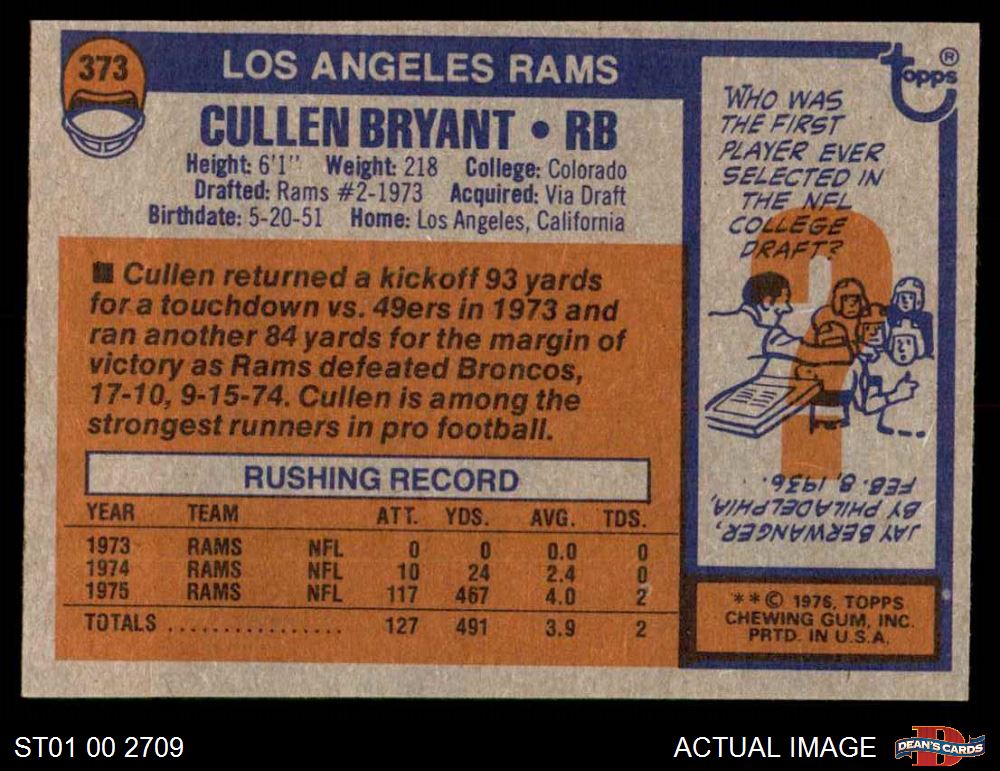 373
LOS ANGELES RAMS
CULLEN BRYANT • RB
Height: 6'1" Weight: 218 College: Colorado
Drafted: Rams #2-1973 Acquired: Via Draft
Birthdate: 5-20-51 Home: Los Angeles, California
■ Cullen returned a kickoff 93 yards
for a touchdown vs. 49ers in 1973 and
ran another 84 yards for the margin of
victory as Rams defeated Broncos,
17-10, 9-15-74. Cullen is among the
strongest runners in pro football.
RUSHING RECORD
YEAR TEAM ATT. YDS. AVG. TDS.
1973 RAMS NFL 0 0 0.0 0
1974 RAMS NFL 10 24 2.4 0
1975 RAMS NFL 117 467 4.0 2
TOTALS ................ 127 491 3.9 2
topps®
WHO WAS
THE FIRST
PLAYER EVER
SELECTED IN
THE NFL
COLLEGE
DRAFT?
?
JAY BERWANGER,
BY PHILADELPHIA,
FEB. 8, 1936.
**© 1976, TOPPS
CHEWING GUM, INC.
PRTD. IN U.S.A.
ST01 00 2709
ACTUAL IMAGE
D
DEAN'S CARDS